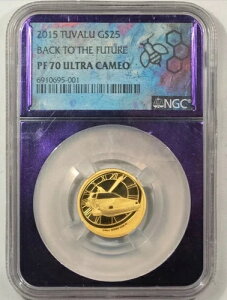 2015 TUVALU G$25
BACK TO THE FUTURE
PF 70 ULTRA CAMEO
6910695-001
NGC